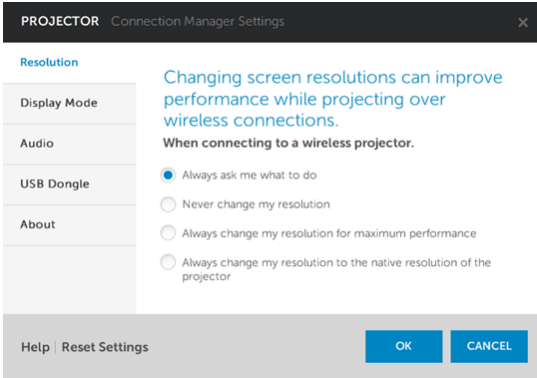 PROJECTOR Connection Manager Settings
Resolution
Display Mode
Audio
USB Dongle
About
Changing screen resolutions can improve
performance while projecting over
wireless connections.
When connecting to a wireless projector.
Always ask me what to do
Never change my resolution
Always change my resolution for maximum performance
Always change my resolution to the native resolution of the
projector
Help | Reset Settings
OK
CANCEL